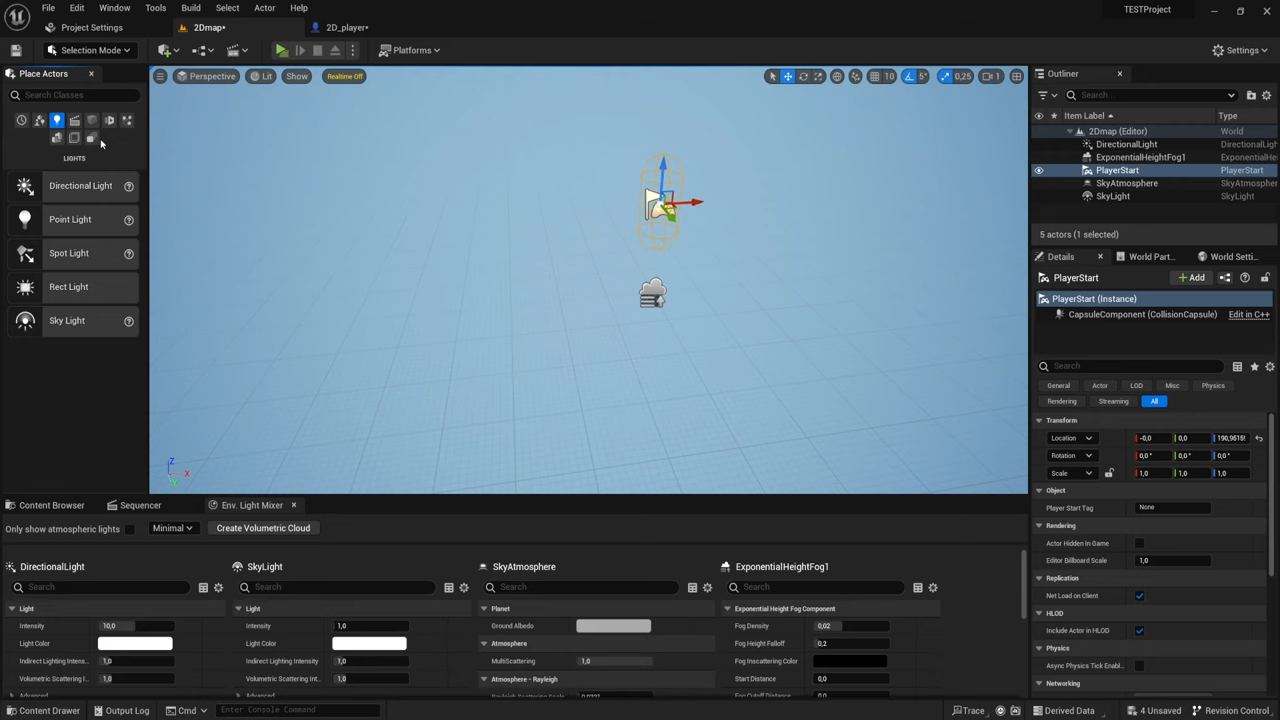 File Edit Window Tools Build Select Actor Help
TESTProject
Project Settings
2Dmap*
2D_player*
Selection Mode
Platforms
Settings
Place Actors
Search Classes
LIGHTS
Directional Light
Point Light
Spot Light
Rect Light
Sky Light
Perspective
Lit
Show
Realtime Off
10
5°
0,25
1
Z
X
Y
Outliner
Search...
Item Label
Type
2Dmap (Editor)
World
DirectionalLight
DirectionalLigh
ExponentialHeightFog1
ExponentialHeigh
PlayerStart
PlayerStart
SkyAtmosphere
SkyAtmospher
SkyLight
SkyLight
5 actors (1 selected)
Details
World Part..
World Setti..
PlayerStart
Add
PlayerStart (Instance)
CapsuleComponent (CollisionCapsule)
Edit in C++
Search
General
Actor
LOD
Misc
Physics
Rendering
Streaming
All
Transform
Location
-0,0
0,0
Rotation
0,0 °
0,0 °
0,0 °
Scale
1,0
1,0
1,0
Object
Player Start Tag
None
Rendering
Actor Hidden In Game
Editor Billboard Scale
1,0
Replication
Net Load on Client
HLOD
Include Actor in HLOD
Physics
Async Physics Tick Enabl..
Networking
Content Browser
Sequencer
Env. Light Mixer
Only show atmospheric lights
Minimal
Create Volumetric Cloud
DirectionalLight
Search
Light
Intensity
10,0
Light Color
Indirect Lighting Intens..
1,0
Volumetric Scattering I..
1,0
Advanced
SkyLight
Search
Light
Intensity
1,0
Light Color
Indirect Lighting Intensity
1,0
Volumetric Scattering Int..
1,0
Advanced
SkyAtmosphere
Search
Planet
Ground Albedo
Atmosphere
MultiScattering
1,0
Atmosphere - Rayleigh
Rayleigh Scattering Scale
0,0331
ExponentialHeightFog1
Search
Exponential Height Fog Component
Fog Density
0,02
Fog Height Falloff
0,2
Fog Inscattering Color
Start Distance
0,0
Fog Cutoff Distance
0,0
Content Drawer
Output Log
Cmd
Enter Console Command
Trace
Derived Data
4 Unsaved
Revision Control